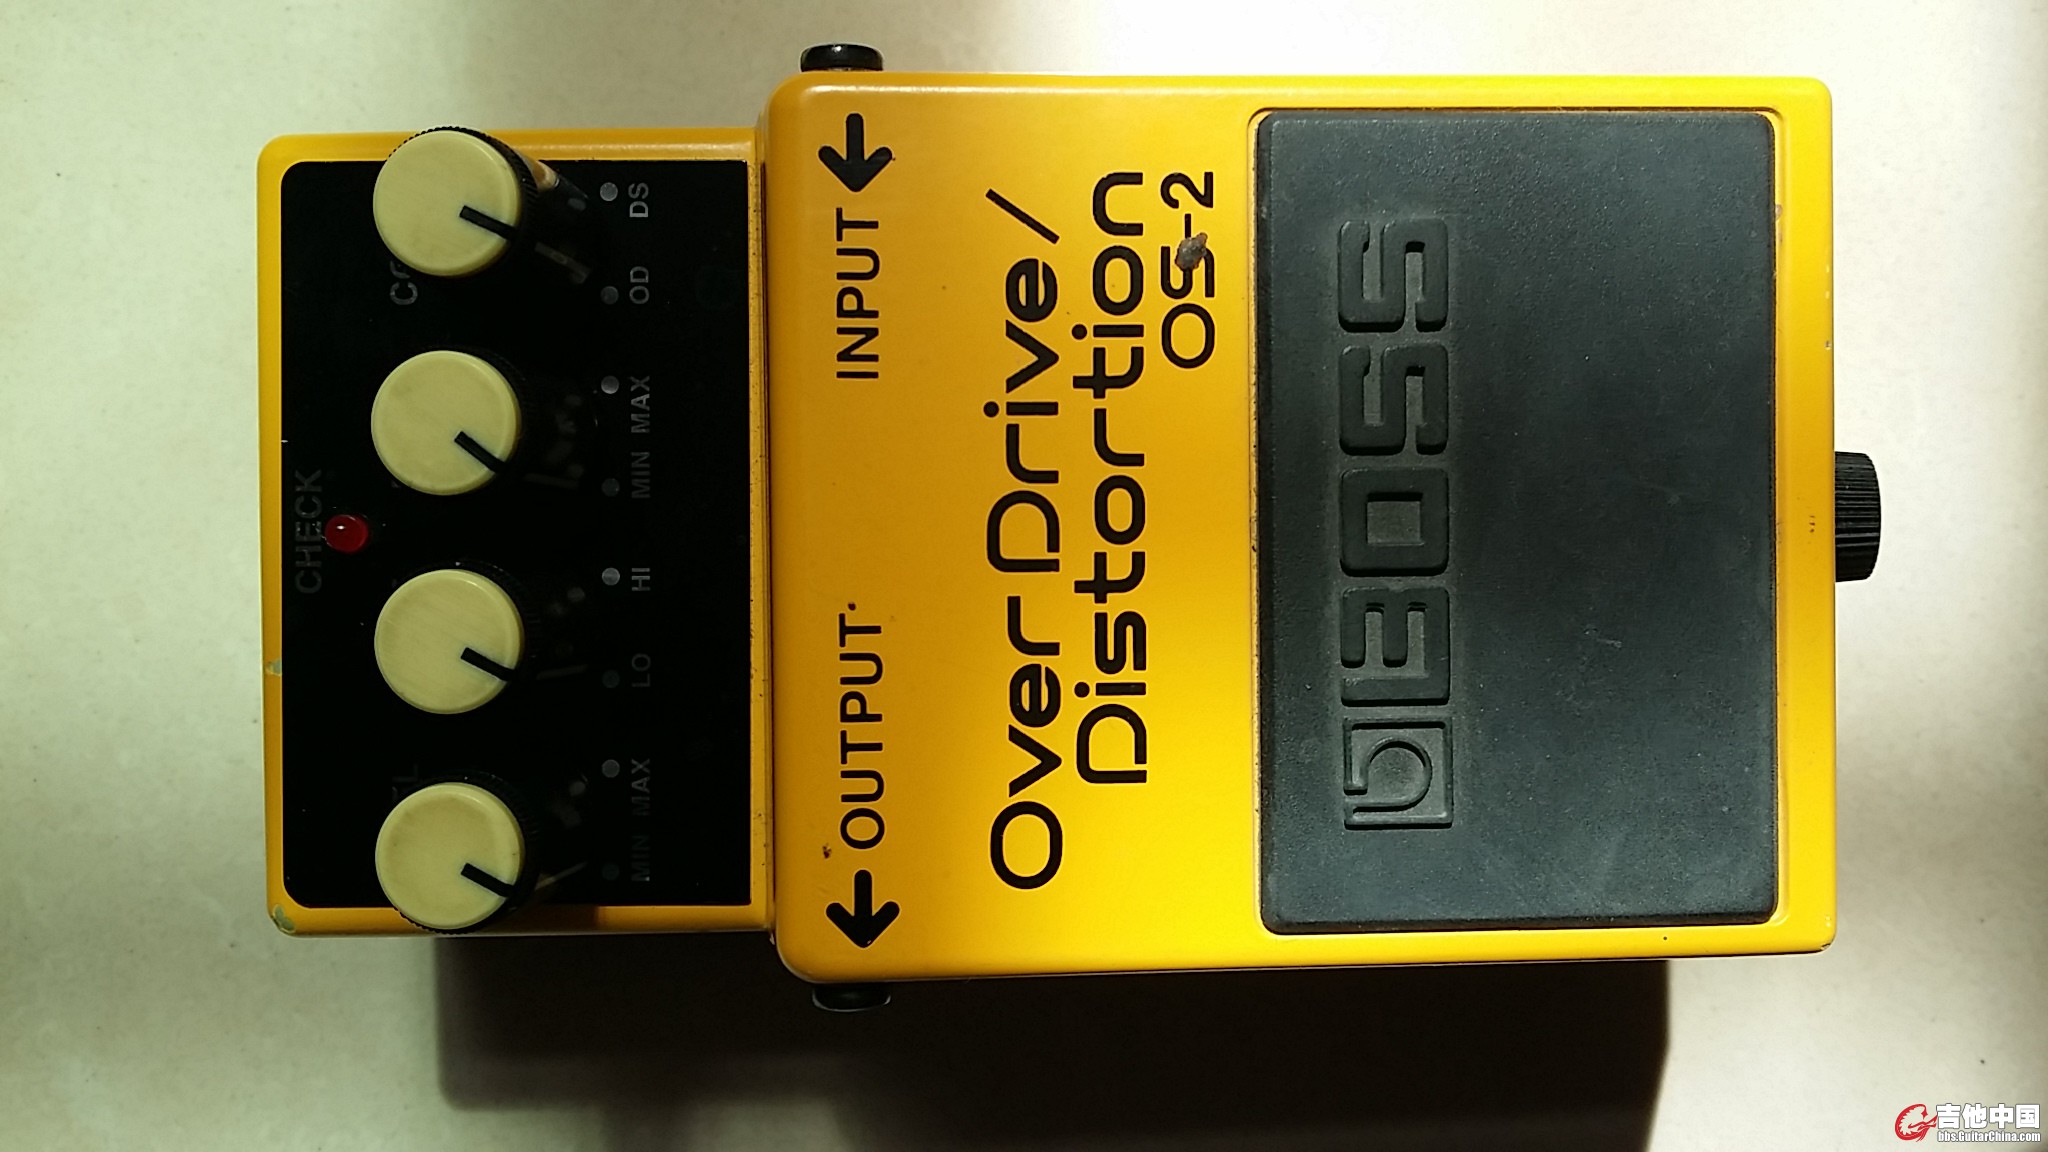 CHECK
MIN MAX
LO HI
MIN MAX
OD DS
OUTPUT
INPUT
Over Drive/
Distortion
OS-2
BOSS
吉他中国
bbs.GuitarChina.com